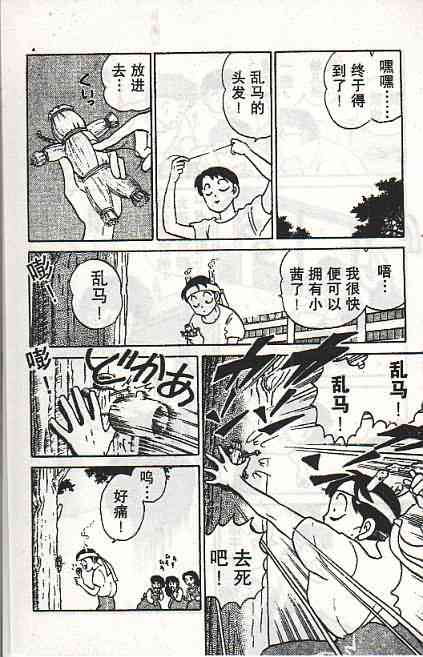 嘿嘿……
终于得
到了！
乱马的
头发！
放进
去…
くいっ
唔…
我很快
便可以
拥有小
茜了！
乱马！
嘭！
嘭！
乱马！
乱马！
去死
吧！
どかあ
呜…
好痛！